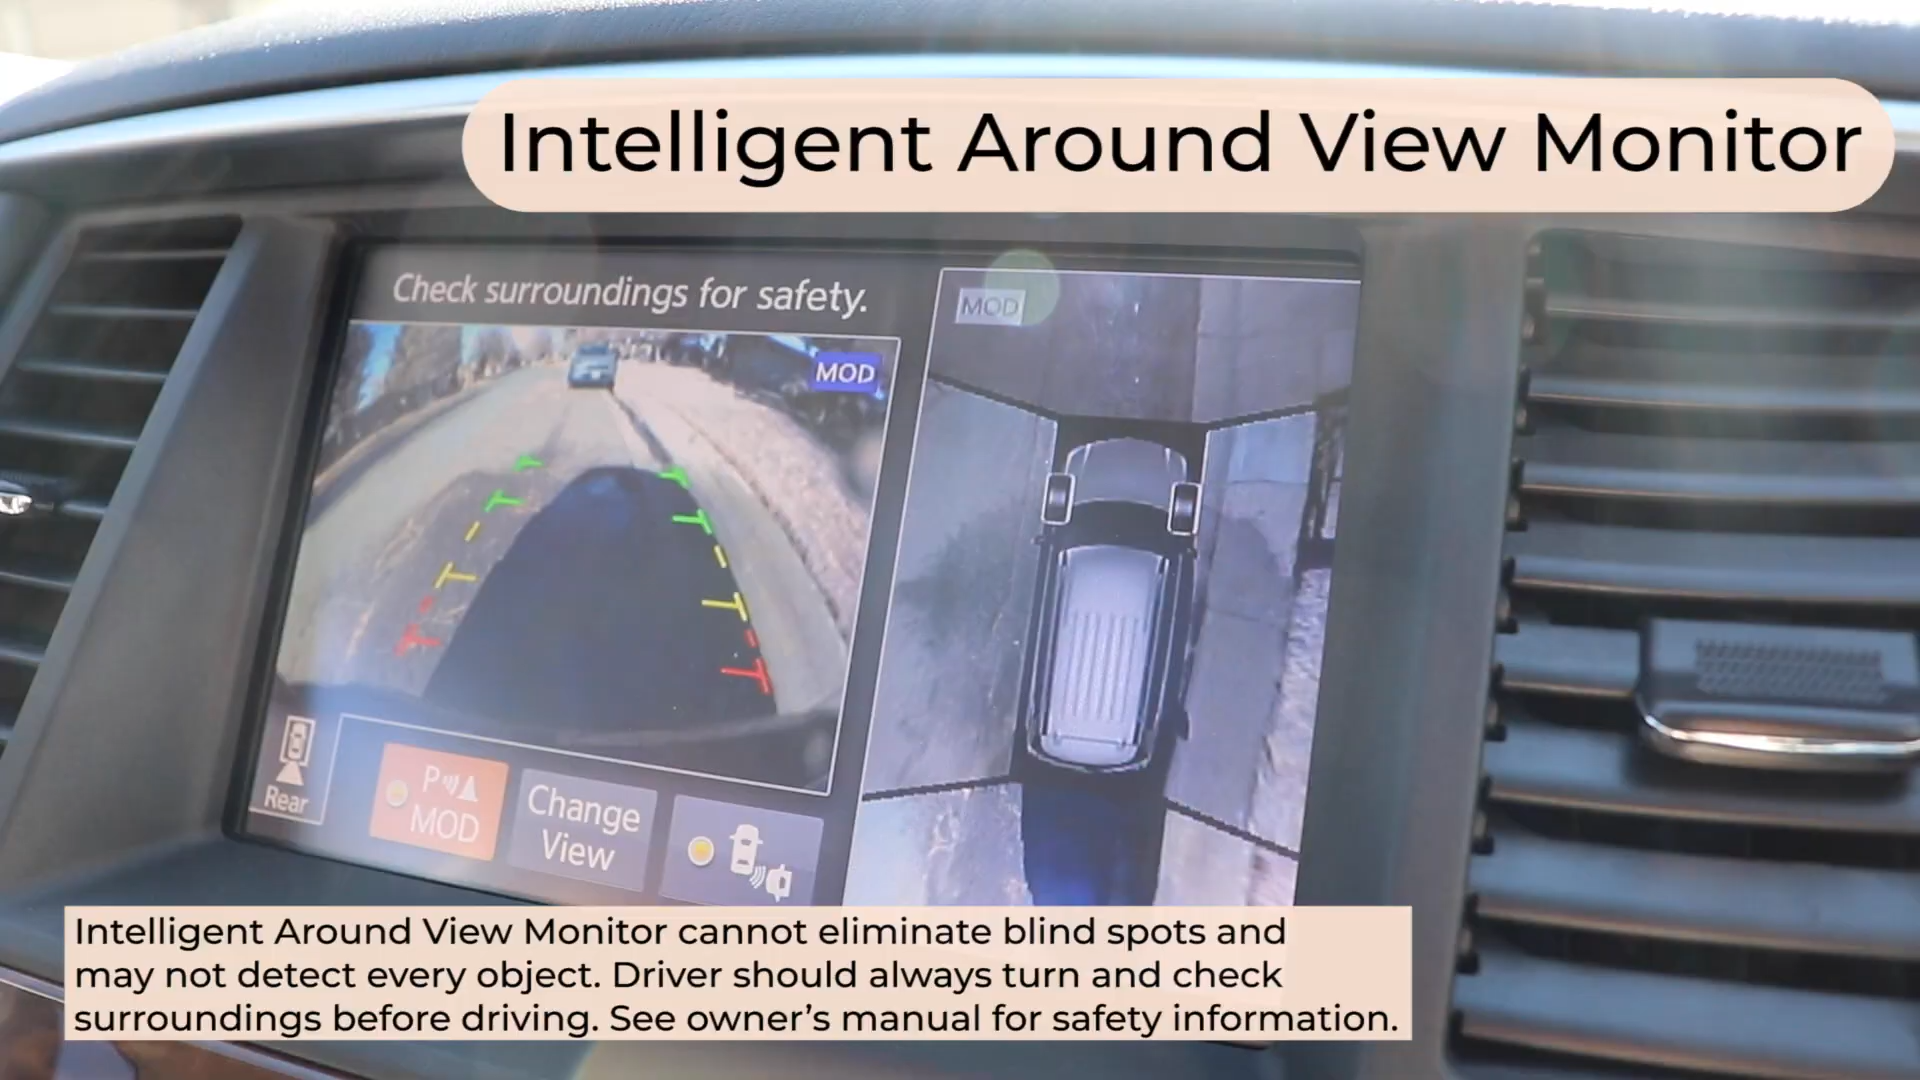 Intelligent Around View Monitor
Check surroundings for safety.
MOD
MOD
Rear
P
MOD
Change
View
Intelligent Around View Monitor cannot eliminate blind spots and
may not detect every object. Driver should always turn and check
surroundings before driving. See owner’s manual for safety information.